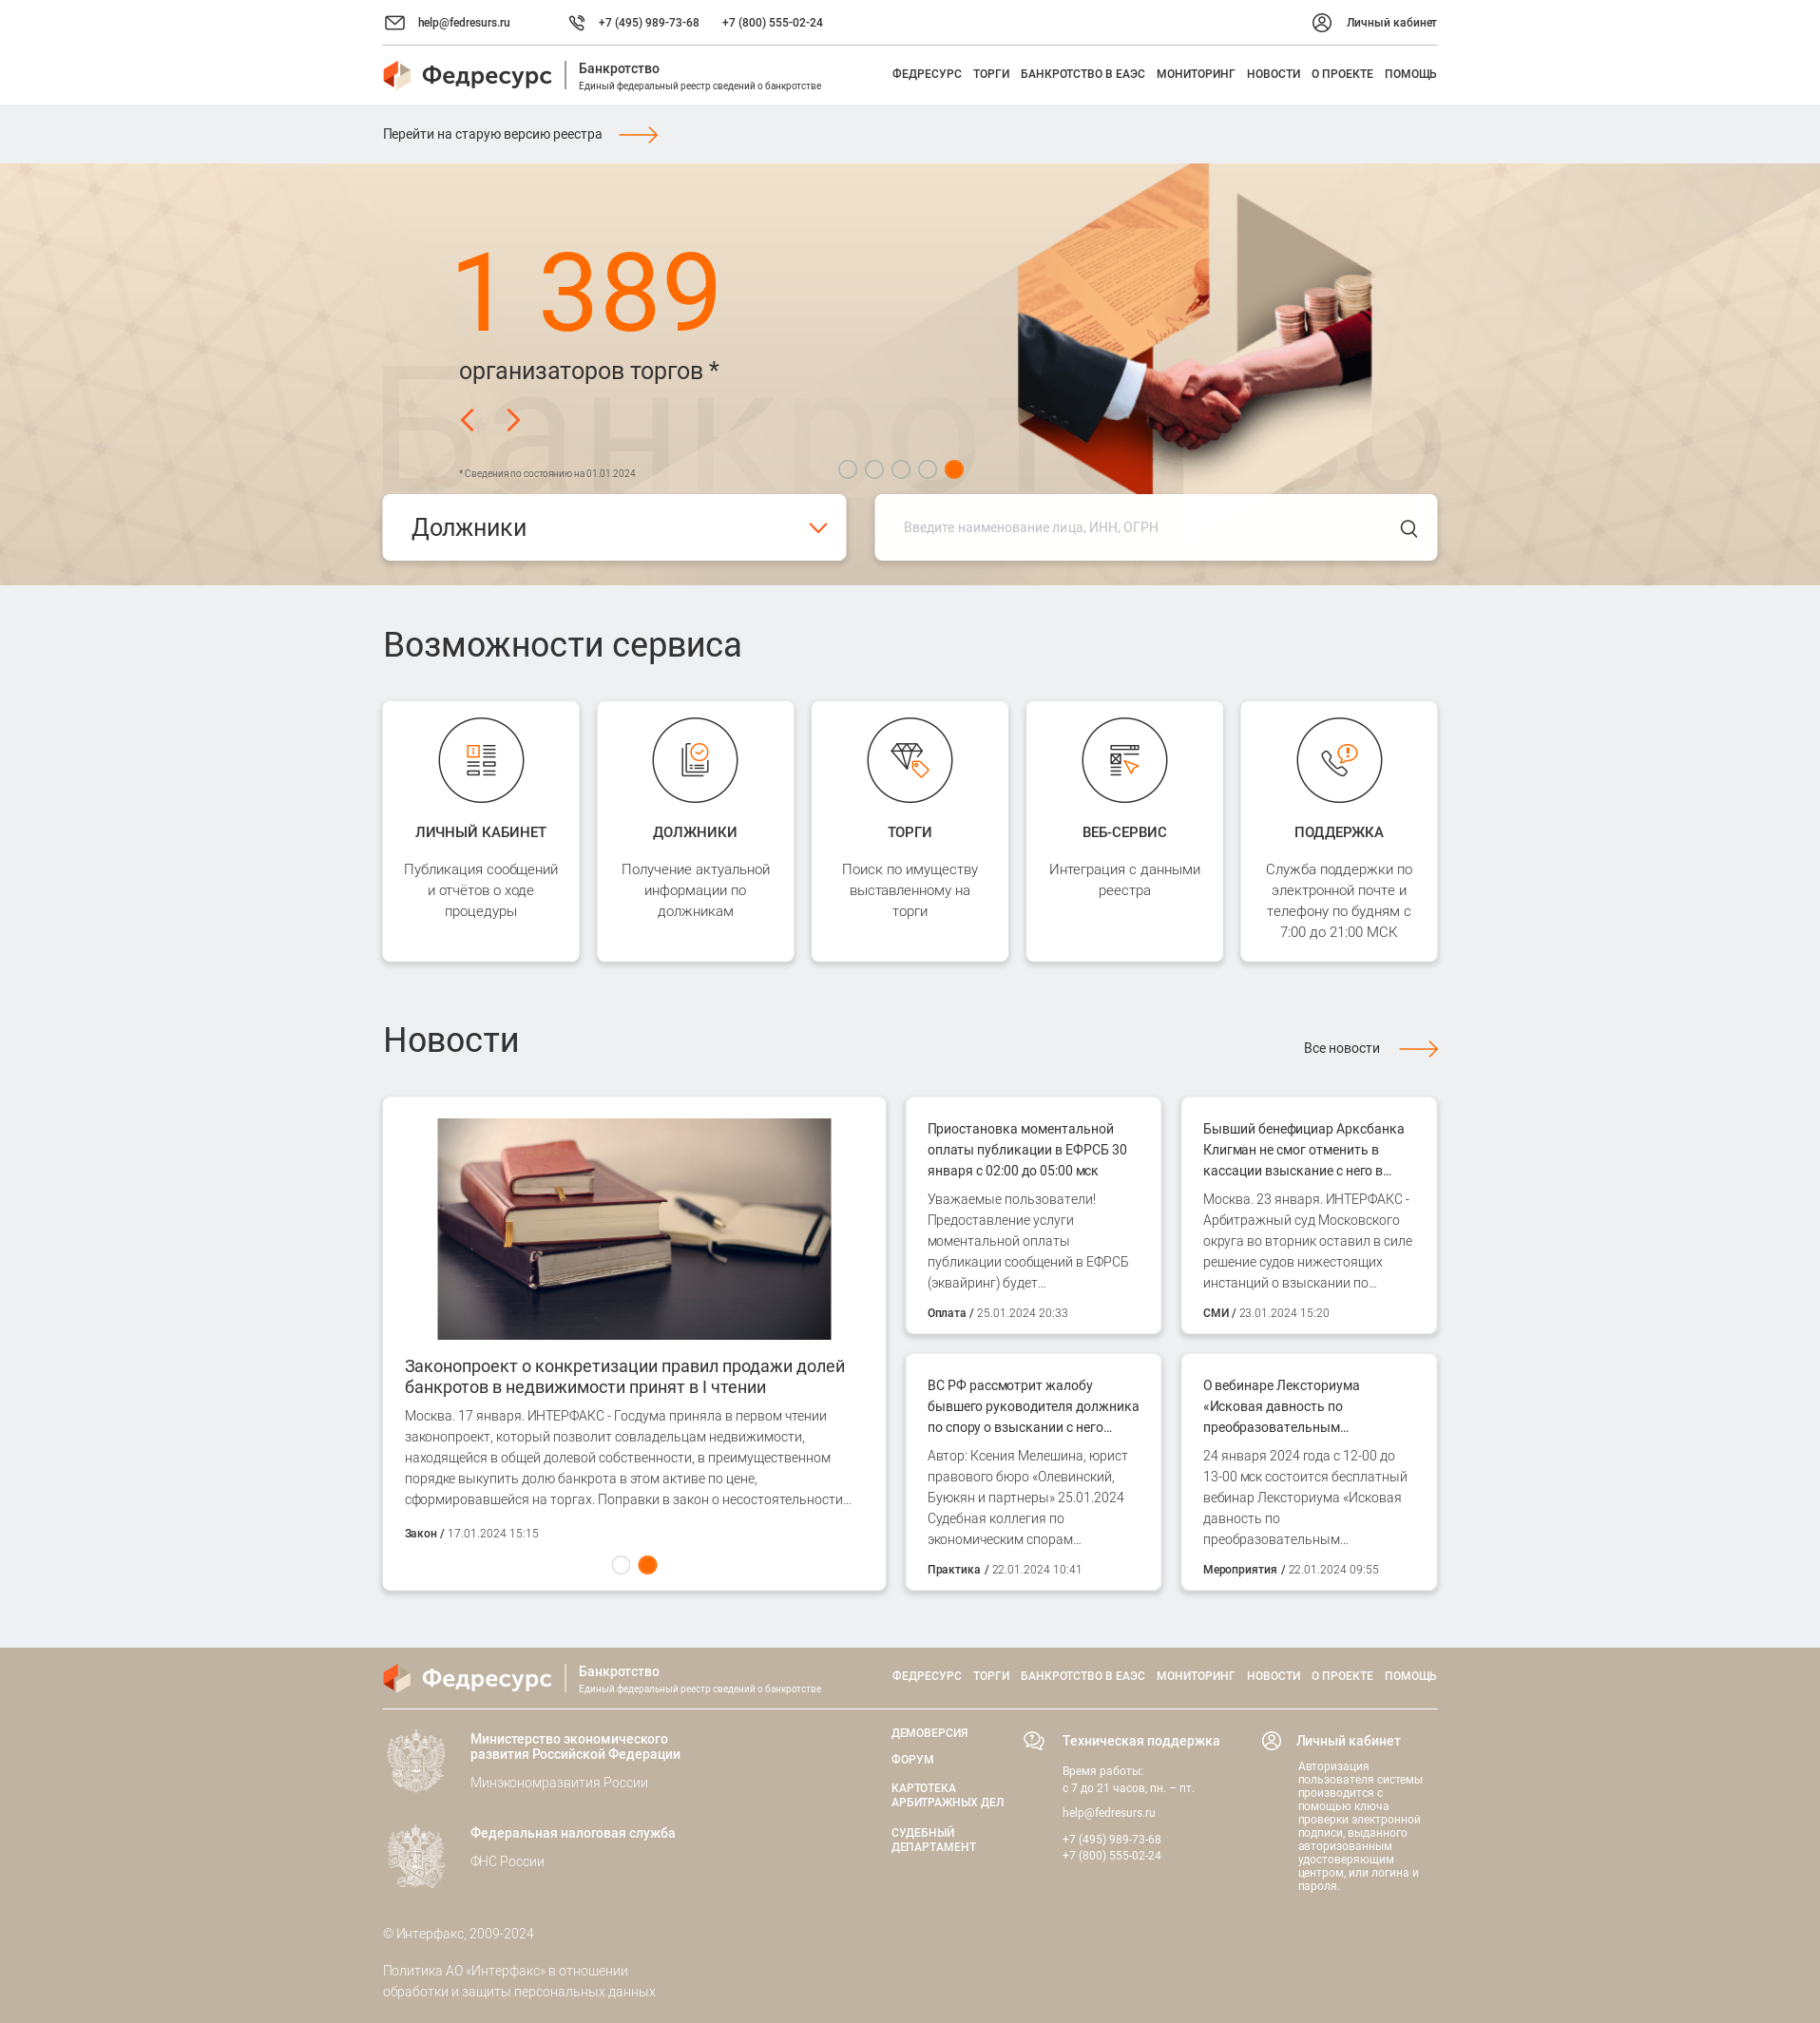 help@fedresurs.ru
+7 (495) 989-73-68
+7 (800) 555-02-24
Личный кабинет
Федресурс
Банкротство
Единый федеральный реестр сведений о банкротстве
ФЕДРЕСУРС ТОРГИ БАНКРОТСТВО В ЕАЭС МОНИТОРИНГ НОВОСТИ О ПРОЕКТЕ ПОМОЩЬ
Перейти на старую версию реестра
1 389
организаторов торгов *
* Сведения по состоянию на 01.01.2024
Должники
Введите наименование лица, ИНН, ОГРН
Возможности сервиса
ЛИЧНЫЙ КАБИНЕТ
Публикация сообщений
и отчётов о ходе
процедуры
ДОЛЖНИКИ
Получение актуальной
информации по
должникам
ТОРГИ
Поиск по имуществу
выставленному на
торги
ВЕБ-СЕРВИС
Интеграция с данными
реестра
ПОДДЕРЖКА
Служба поддержки по
электронной почте и
телефону по будням с
7:00 до 21:00 МСК
Новости
Все новости
Законопроект о конкретизации правил продажи долей
банкротов в недвижимости принят в I чтении
Москва. 17 января. ИНТЕРФАКС - Госдума приняла в первом чтении
законопроект, который позволит совладельцам недвижимости,
находящейся в общей долевой собственности, в преимущественном
порядке выкупить долю банкрота в этом активе по цене,
сформировавшейся на торгах. Поправки в закон о несостоятельности...
Закон / 17.01.2024 15:15
Приостановка моментальной
оплаты публикации в ЕФРСБ 30
января с 02:00 до 05:00 мск
Уважаемые пользователи!
Предоставление услуги
моментальной оплаты
публикации сообщений в ЕФРСБ
(эквайринг) будет...
Оплата / 25.01.2024 20:33
Бывший бенефициар Арксбанка
Клигман не смог отменить в
кассации взыскание с него в...
Москва. 23 января. ИНТЕРФАКС -
Арбитражный суд Московского
округа во вторник оставил в силе
решение судов нижестоящих
инстанций о взыскании по...
СМИ / 23.01.2024 15:20
ВС РФ рассмотрит жалобу
бывшего руководителя должника
по спору о взыскании с него...
Автор: Ксения Мелешина, юрист
правового бюро «Олевинский,
Буюкян и партнеры» 25.01.2024
Судебная коллегия по
экономическим спорам...
Практика / 22.01.2024 10:41
О вебинаре Лексториума
«Исковая давность по
преобразовательным...
24 января 2024 года с 12-00 до
13-00 мск состоится бесплатный
вебинар Лексториума «Исковая
давность по
преобразовательным...
Мероприятия / 22.01.2024 09:55
Федресурс
Банкротство
Единый федеральный реестр сведений о банкротстве
ФЕДРЕСУРС ТОРГИ БАНКРОТСТВО В ЕАЭС МОНИТОРИНГ НОВОСТИ О ПРОЕКТЕ ПОМОЩЬ
Министерство экономического
развития Российской Федерации
Минэкономразвития России
Федеральная налоговая служба
ФНС России
ДЕМОВЕРСИЯ
ФОРУМ
КАРТОТЕКА
АРБИТРАЖНЫХ ДЕЛ
СУДЕБНЫЙ
ДЕПАРТАМЕНТ
Техническая поддержка
Время работы:
с 7 до 21 часов, пн. – пт.
help@fedresurs.ru
+7 (495) 989-73-68
+7 (800) 555-02-24
Личный кабинет
Авторизация
пользователя системы
производится с
помощью ключа
проверки электронной
подписи, выданного
авторизованным
удостоверяющим
центром, или логина и
пароля.
© Интерфакс, 2009-2024
Политика АО «Интерфакс» в отношении
обработки и защиты персональных данных